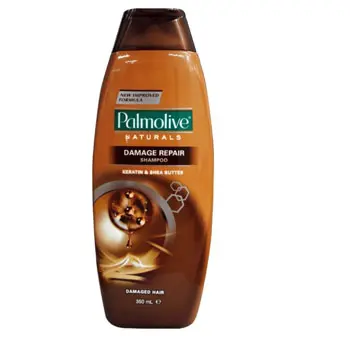 NEW IMPROVED
FORMULA
Palmolive
NATURALS
DAMAGE REPAIR
SHAMPOO
KERATIN & SHEA BUTTER
DAMAGED HAIR
350 mL ℮